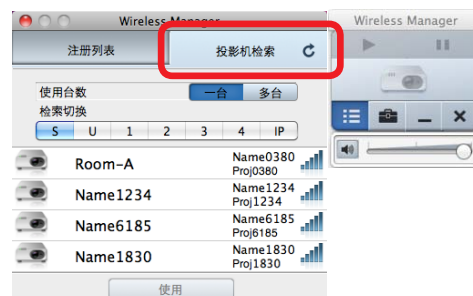 Wireless Manager
注册列表
投影机检索
使用台数
一台
多台
检索切换
S U 1 2 3 4 IP
Room-A
Name0380
Proj0380
Name1234
Name1234
Proj1234
Name6185
Name6185
Proj6185
Name1830
Name1830
Proj1830
使用
Wireless Manager